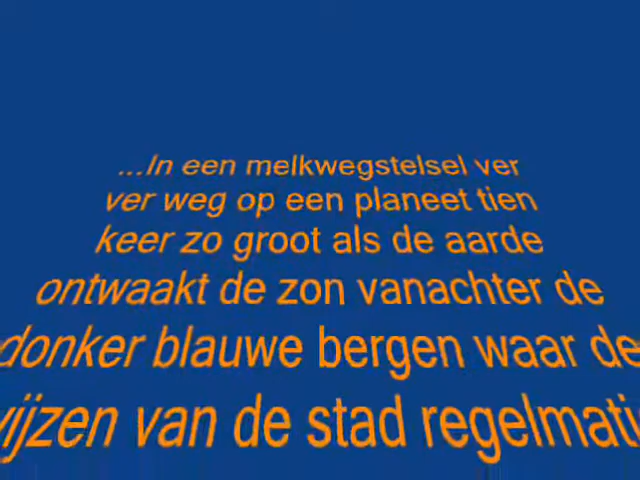 ...In een melkwegstelsel ver
ver weg op een planeet tien
keer zo groot als de aarde
ontwaakt de zon vanachter de
donker blauwe bergen waar de
van de stad